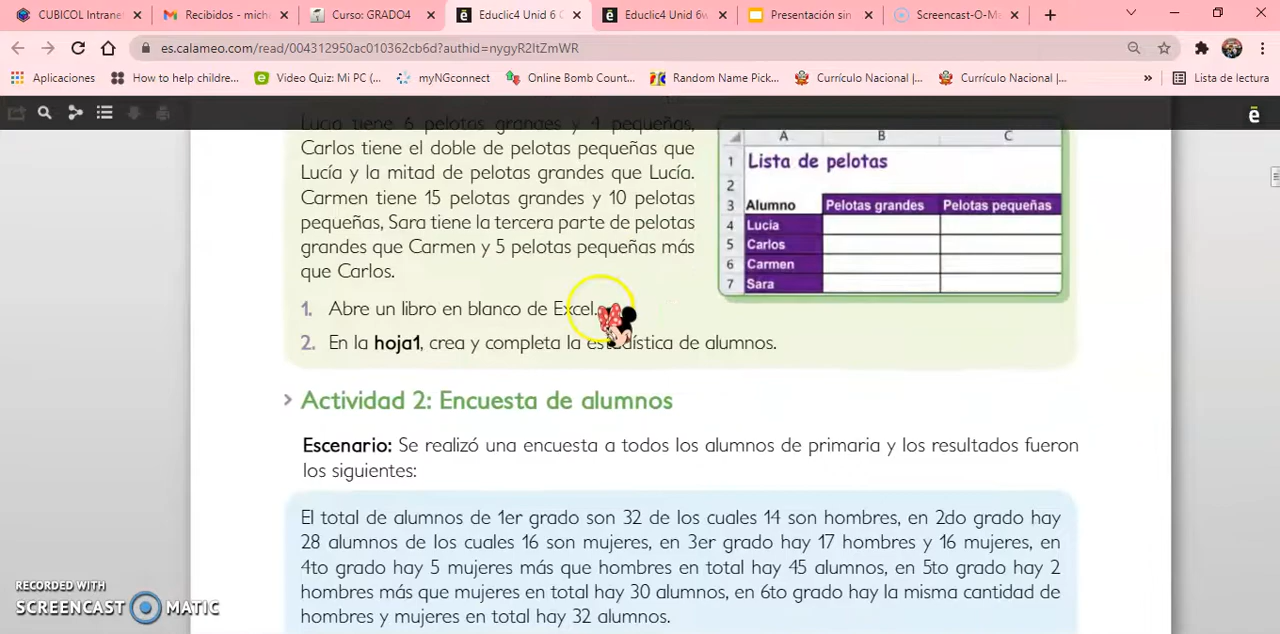 CUBICOL Intranet
Recibidos - mich
Curso: GRADO4
Educlic4 Unid 6 C
Educlic4 Unid 6w
Presentación sin
Screencast-O-Ma
es.calameo.com/read/004312950ac010362cb6d?authid=nygyR2ltZmWR
Aplicaciones
How to help childre...
Video Quiz: Mi PC (...
myNGconnect
Online Bomb Count...
Random Name Pick...
Currículo Nacional |...
Currículo Nacional |...
»
Lista de lectura
Lucía tiene 6 pelotas grandes y 4 pequeñas,
Carlos tiene el doble de pelotas pequeñas que
Lucía y la mitad de pelotas grandes que Lucía.
Carmen tiene 15 pelotas grandes y 10 pelotas
pequeñas, Sara tiene la tercera parte de pelotas
grandes que Carmen y 5 pelotas pequeñas más
que Carlos.
A B C
1 Lista de pelotas
2
3 Alumno Pelotas grandes Pelotas pequeñas
4 Lucia
5 Carlos
6 Carmen
7 Sara
1. Abre un libro en blanco de Excel.
2. En la hoja1, crea y completa la estadística de alumnos.
Actividad 2: Encuesta de alumnos
Escenario: Se realizó una encuesta a todos los alumnos de primaria y los resultados fueron
los siguientes:
El total de alumnos de 1er grado son 32 de los cuales 14 son hombres, en 2do grado hay
28 alumnos de los cuales 16 son mujeres, en 3er grado hay 17 hombres y 16 mujeres, en
4to grado hay 5 mujeres más que hombres en total hay 45 alumnos, en 5to grado hay 2
hombres más que mujeres en total hay 30 alumnos, en 6to grado hay la misma cantidad de
hombres y mujeres en total hay 32 alumnos.
RECORDED WITH
SCREENCAST MATIC